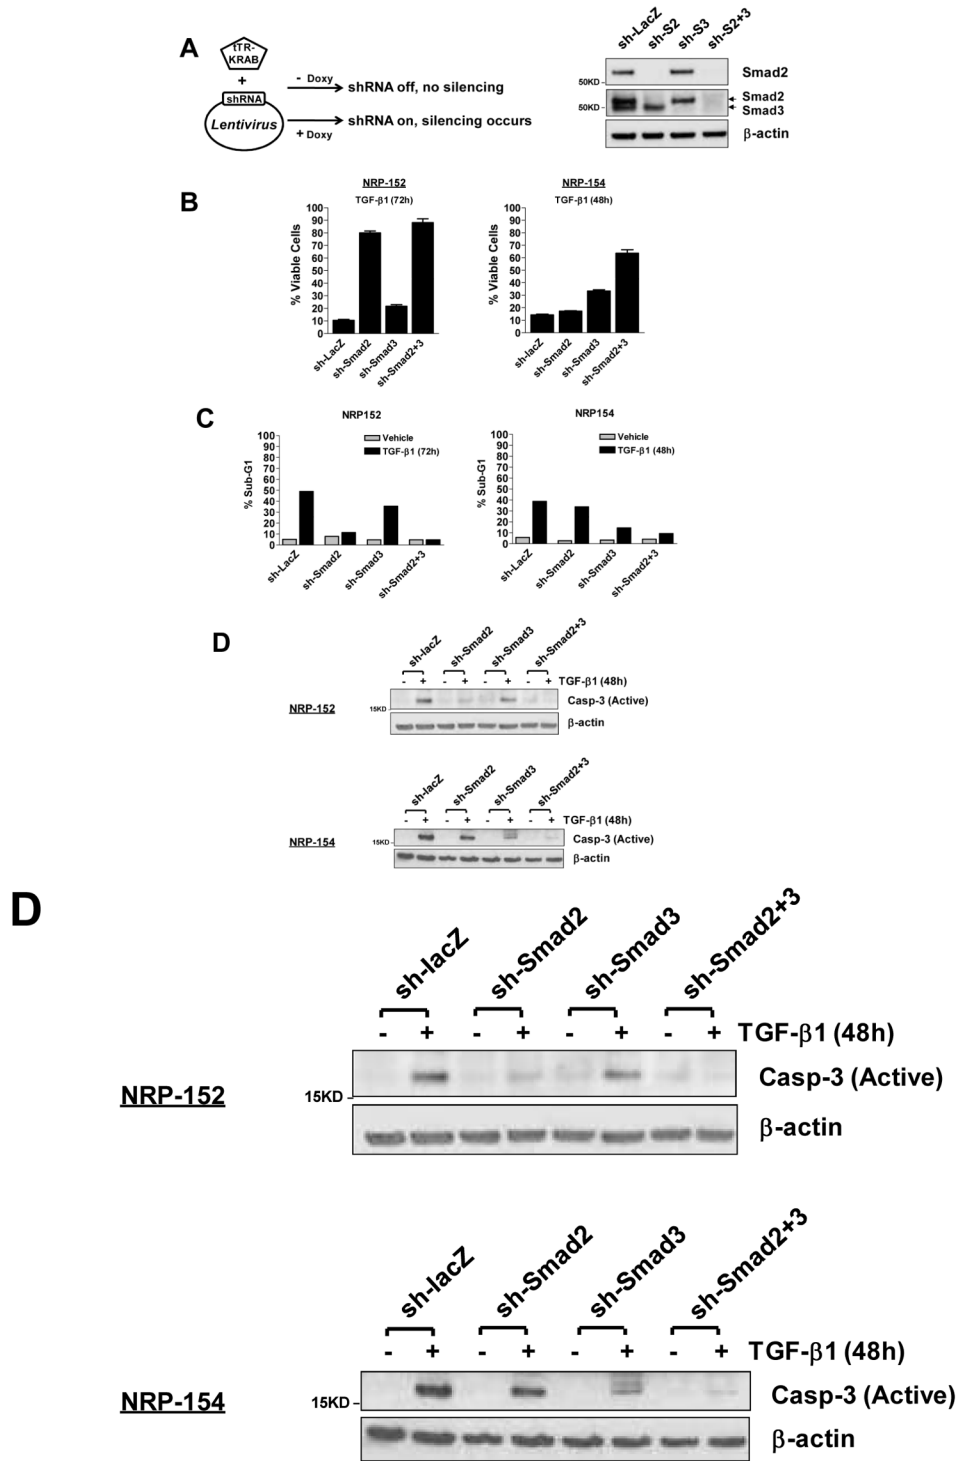 A
tTR-
KRAB
+
shRNA
Lentivirus
- Doxy
shRNA off, no silencing
+ Doxy
shRNA on, silencing occurs
sh-LacZ
sh-S2
sh-S3
sh-S2+3
50KD
Smad2
50KD
Smad2
Smad3
β-actin
B
NRP-152
TGF-β1 (72h)
% Viable Cells
100
90
80
70
60
50
40
30
20
10
0
sh-LacZ
sh-Smad2
sh-Smad3
sh-Smad2+3
NRP-154
TGF-β1 (48h)
% Viable Cells
100
90
80
70
60
50
40
30
20
10
0
sh-lacZ
sh-Smad2
sh-Smad3
sh-Smad2+3
C
NRP152
Vehicle
TGF-β1 (72h)
% Sub-G1
100
90
80
70
60
50
40
30
20
10
0
sh-LacZ
sh-Smad2
sh-Smad3
sh-Smad2+3
NRP154
Vehicle
TGF-β1 (48h)
% Sub-G1
100
90
80
70
60
50
40
30
20
10
0
sh-LacZ
sh-Smad2
sh-Smad3
sh-Smad2+3
D
sh-lacZ
sh-Smad2
sh-Smad3
sh-Smad2+3
- + - + - + - + TGF-β1 (48h)
NRP-152
15KD
Casp-3 (Active)
β-actin
sh-lacZ
sh-Smad2
sh-Smad3
sh-Smad2+3
- + - + - + - + TGF-β1 (48h)
NRP-154
15KD
Casp-3 (Active)
β-actin
D
sh-lacZ
sh-Smad2
sh-Smad3
sh-Smad2+3
- + - + - + - + TGF-β1 (48h)
NRP-152
15KD
Casp-3 (Active)
β-actin
sh-lacZ
sh-Smad2
sh-Smad3
sh-Smad2+3
- + - + - + - + TGF-β1 (48h)
NRP-154
15KD
Casp-3 (Active)
β-actin